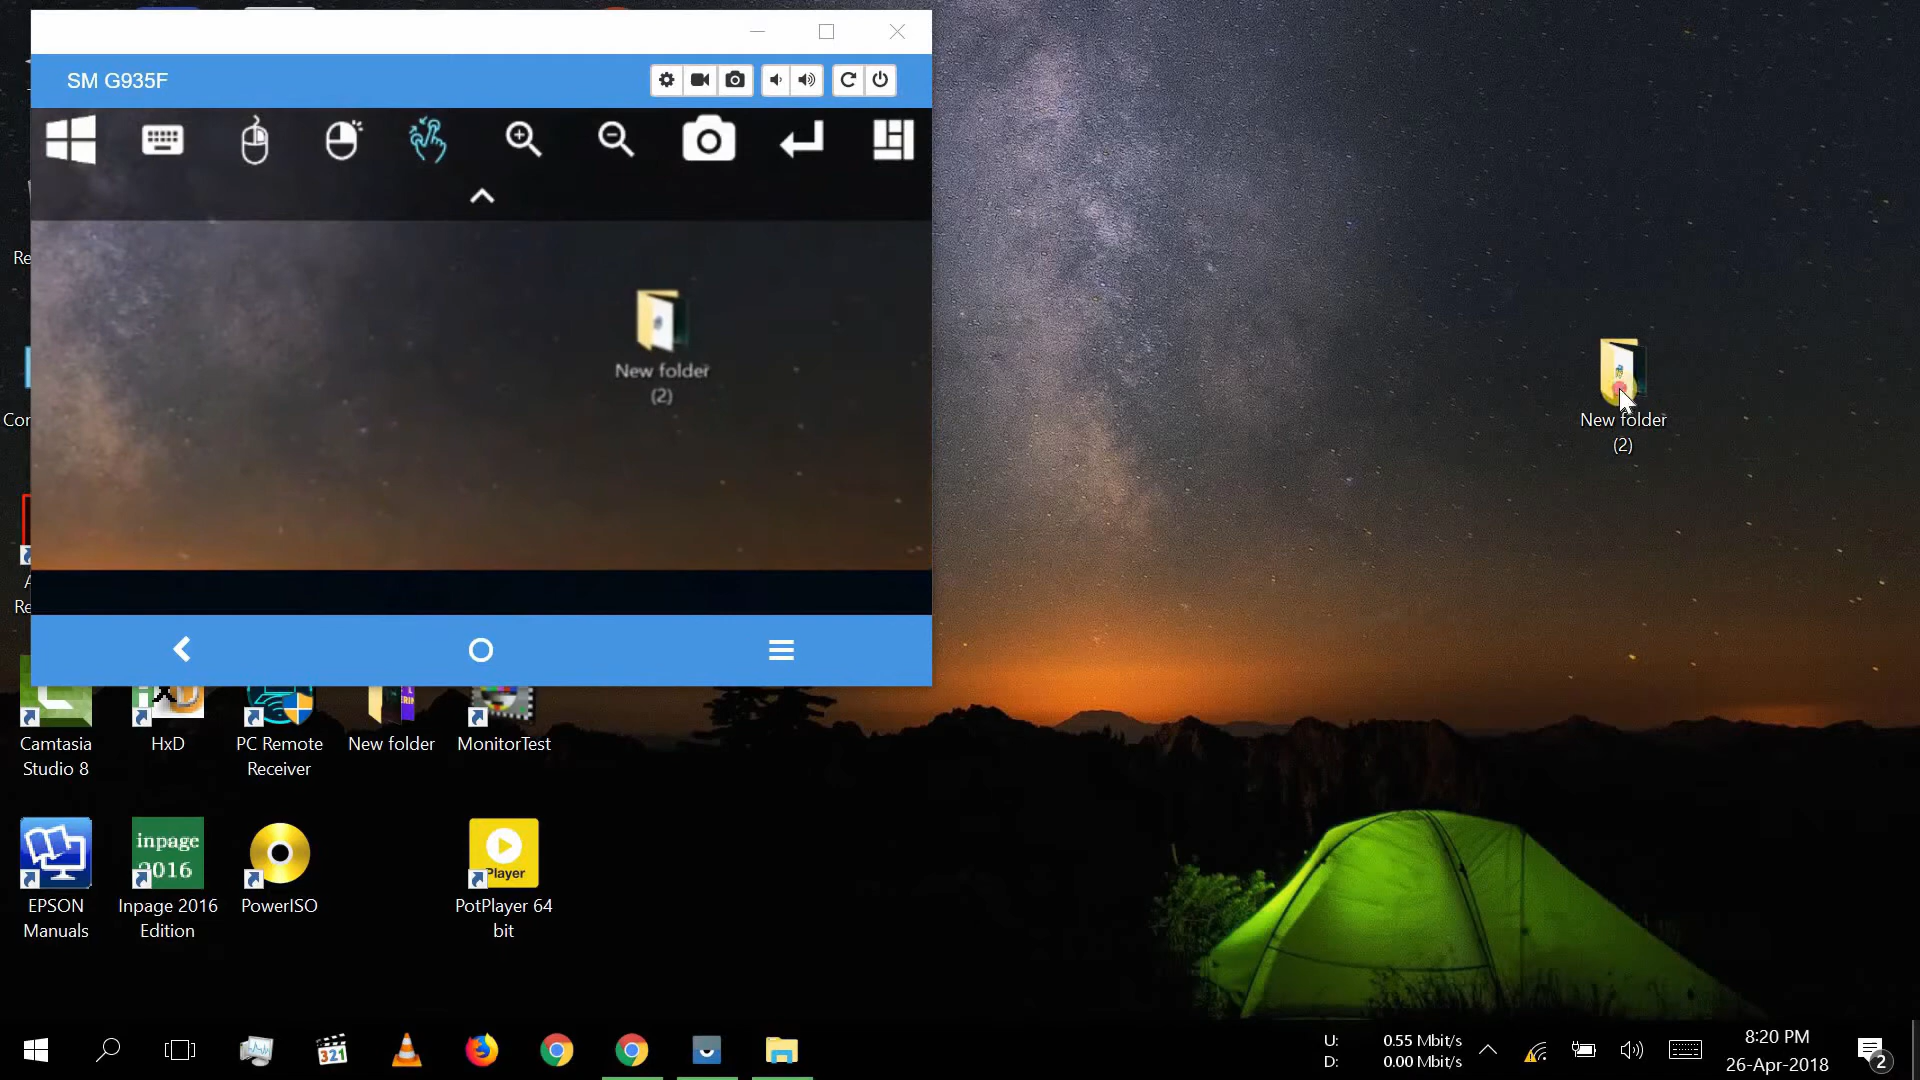 SM G935F
New folder
(2)
New folder
(2)
Re
Cor
A
Re
Camtasia
Studio 8
HxD
PC Remote
Receiver
New folder
MonitorTest
inpage
2016
Player
EPSON
Manuals
Inpage 2016
Edition
PowerISO
PotPlayer 64
bit
321
U: 0.55 Mbit/s
D: 0.00 Mbit/s
8:20 PM
26-Apr-2018
2